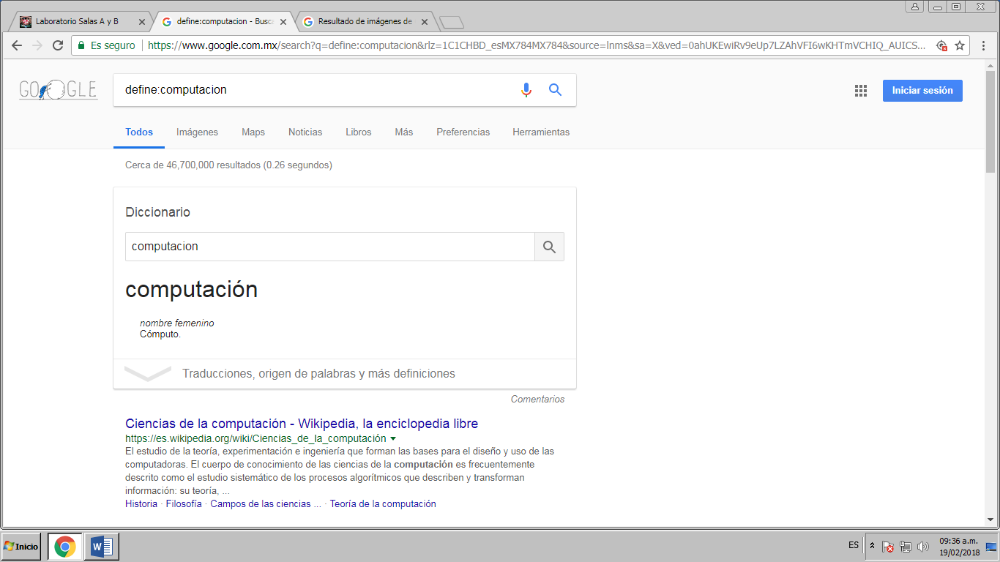 Laboratorio Salas A y B
define:computacion - Busca
Resultado de imágenes de
Es seguro
https://www.google.com.mx/search?q=define:computacion&rlz=1C1CHBD_esMX784MX784&source=lnms&sa=X&ved=0ahUKEwiRv9eUp7LZAhVFI6wKHTmVCHIQ_AUICS...
GOOGLE
define:computacion
Iniciar sesión
Todos Imágenes Maps Noticias Libros Más Preferencias Herramientas
Cerca de 46,700,000 resultados (0.26 segundos)
Diccionario
computacion
computación
nombre femenino
Cómputo.
Traducciones, origen de palabras y más definiciones
Comentarios
Ciencias de la computación - Wikipedia, la enciclopedia libre
https://es.wikipedia.org/wiki/Ciencias_de_la_computación
El estudio de la teoría, experimentación e ingeniería que forman las bases para el diseño y uso de las
computadoras. El cuerpo de conocimiento de las ciencias de la computación es frecuentemente
descrito como el estudio sistemático de los procesos algorítmicos que describen y transforman
información: su teoría, ...
Historia · Filosofía · Campos de las ciencias ... · Teoría de la computación
Inicio
W
ES
09:36 a.m.
19/02/2018